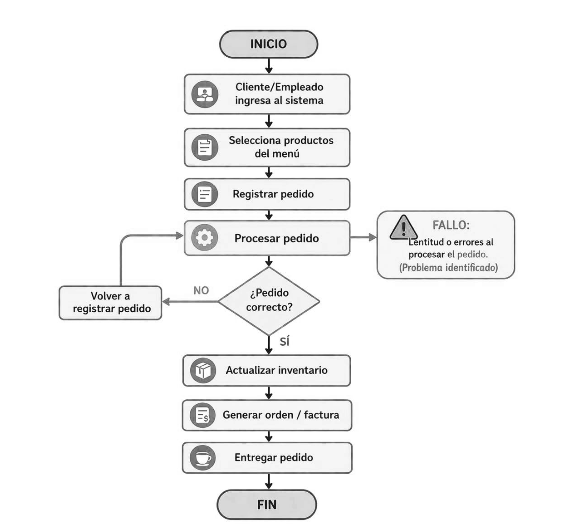 INICIO
Cliente/Empleado
ingresa al sistema
Selecciona productos
del menú
Registrar pedido
Procesar pedido
FALLO:
Lentitud o errores al
procesar el pedido.
(Problema identificado)
¿Pedido
correcto?
NO
Volver a
registrar pedido
SÍ
Actualizar inventario
Generar orden / factura
Entregar pedido
FIN